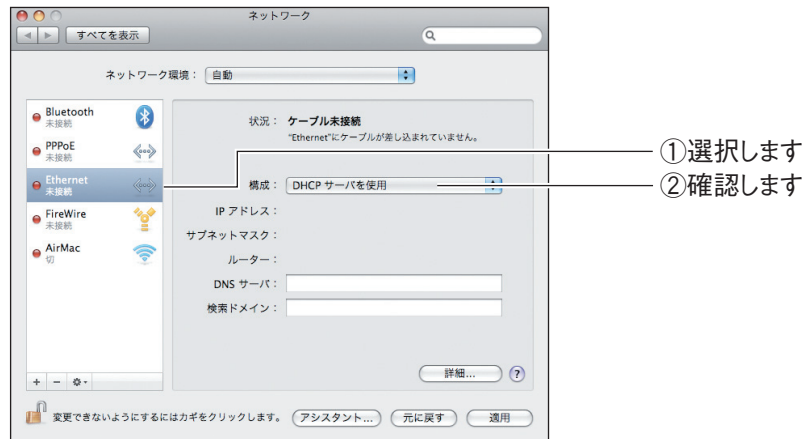 ネットワーク
すべてを表示
ネットワーク環境： 自動
Bluetooth
未接続
PPPoE
未接続
Ethernet
未接続
FireWire
未接続
AirMac
切
状況： ケーブル未接続
"Ethernet"にケーブルが差し込まれていません。
構成： DHCP サーバを使用
IP アドレス：
サブネットマスク：
ルーター：
DNS サーバ：
検索ドメイン：
詳細... ?
変更できないようにするにはカギをクリックします。 アシスタント... 元に戻す 適用
①選択します
②確認します